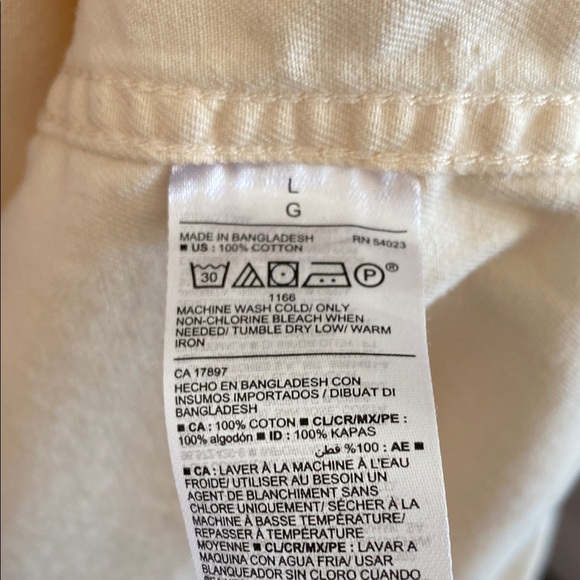 L
G
MADE IN BANGLADESH RN 54023
■ US : 100% COTTON
30 P ®
1166
MACHINE WASH COLD/ ONLY
NON-CHLORINE BLEACH WHEN
NEEDED/ TUMBLE DRY LOW/ WARM
IRON
CA 17897
HECHO EN BANGLADESH CON
INSUMOS IMPORTADOS / DIBUAT DI
BANGLADESH
■ CA : 100% COTON ■ CL/CR/MX/PE :
100% algodón ■ ID : 100% KAPAS
■ AE : 100% قطن
■ CA : LAVER À LA MACHINE À L'EAU
FROIDE/ UTILISER AU BESOIN UN
AGENT DE BLANCHIMENT SANS
CHLORE UNIQUEMENT/ SÉCHER À LA
MACHINE À BASSE TEMPÉRATURE/
REPASSER À TEMPÉRATURE
MOYENNE ■ CL/CR/MX/PE : LAVAR A
MAQUINA CON AGUA FRIA/ USAR
BLANQUEADOR SIN CLORO CUANDO